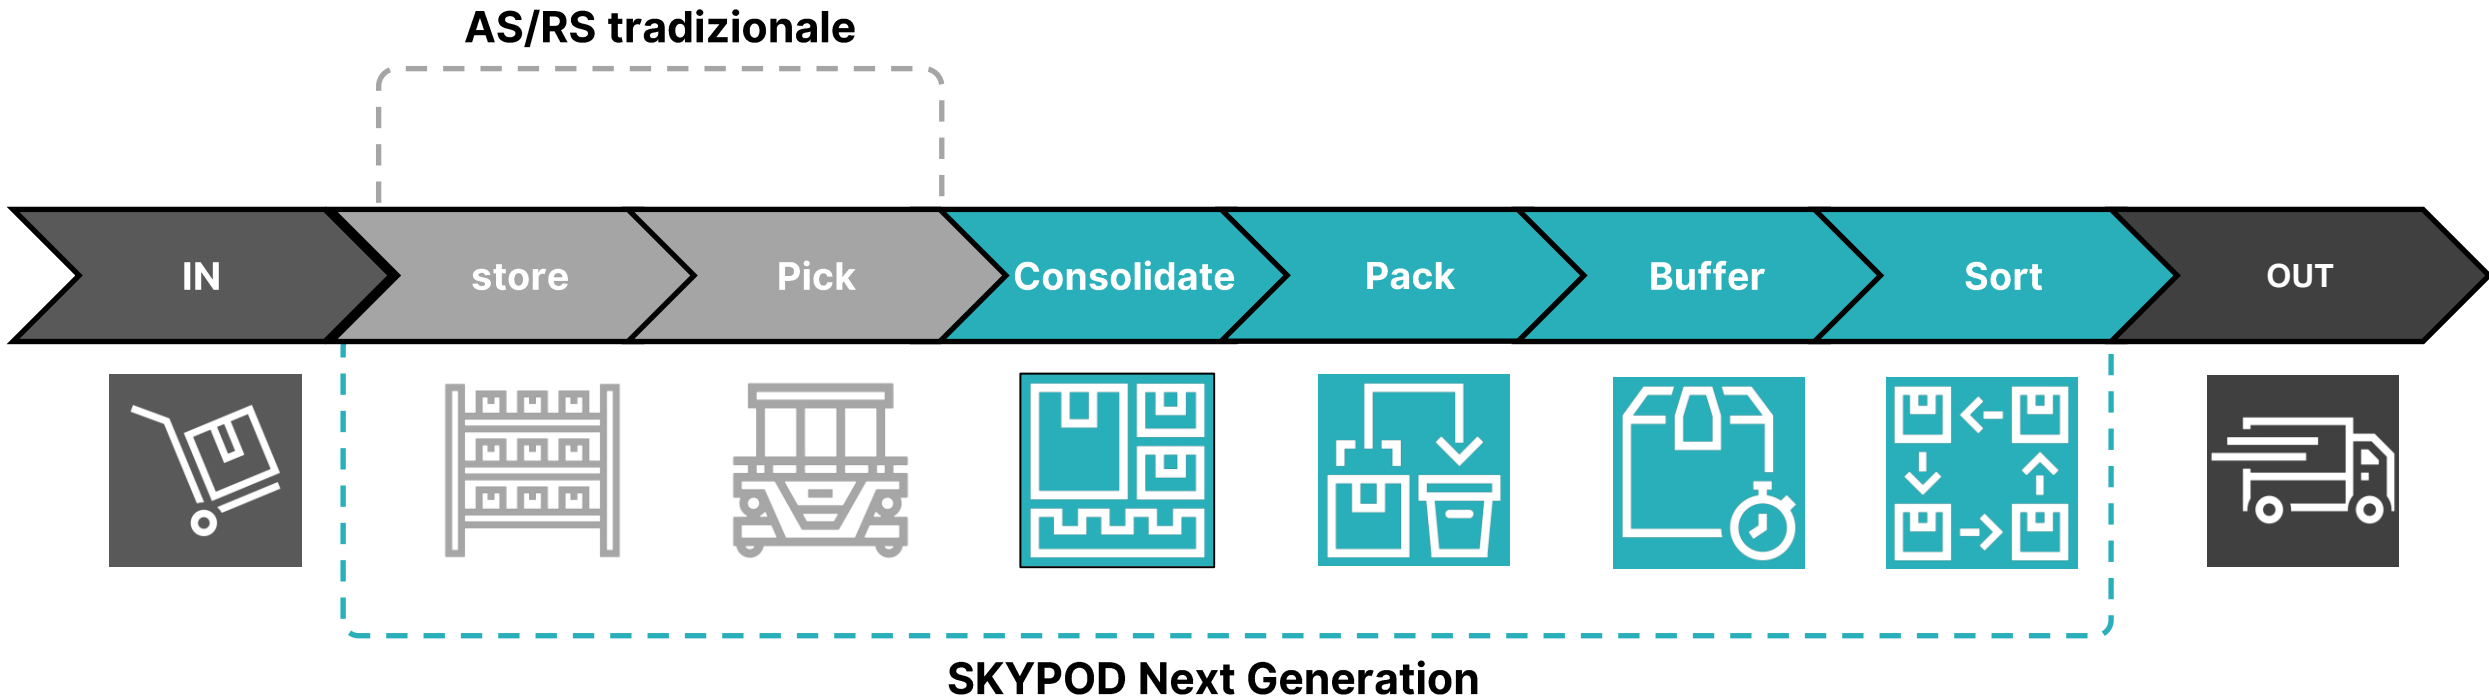 AS/RS tradizionale
IN
store
Pick
Consolidate
Pack
Buffer
Sort
OUT
SKYPOD Next Generation